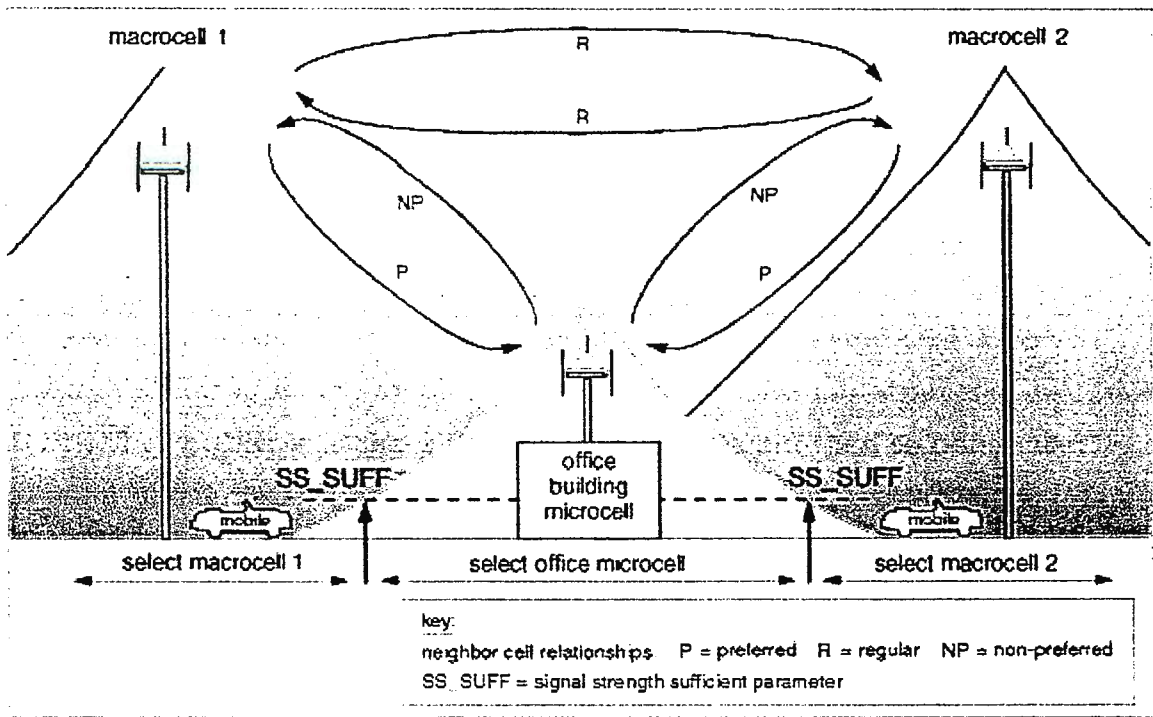 macrocell 1
R
macrocell 2
R
NP
NP
P
P
SS_SUFF
office
building
microcell
SS_SUFF
mobile
mobile
select macrocell 1
select office microcell
select macrocell 2
key:
neighbor cell relationships P = preferred R = regular NP = non-preferred
SS_SUFF = signal strength sufficient parameter